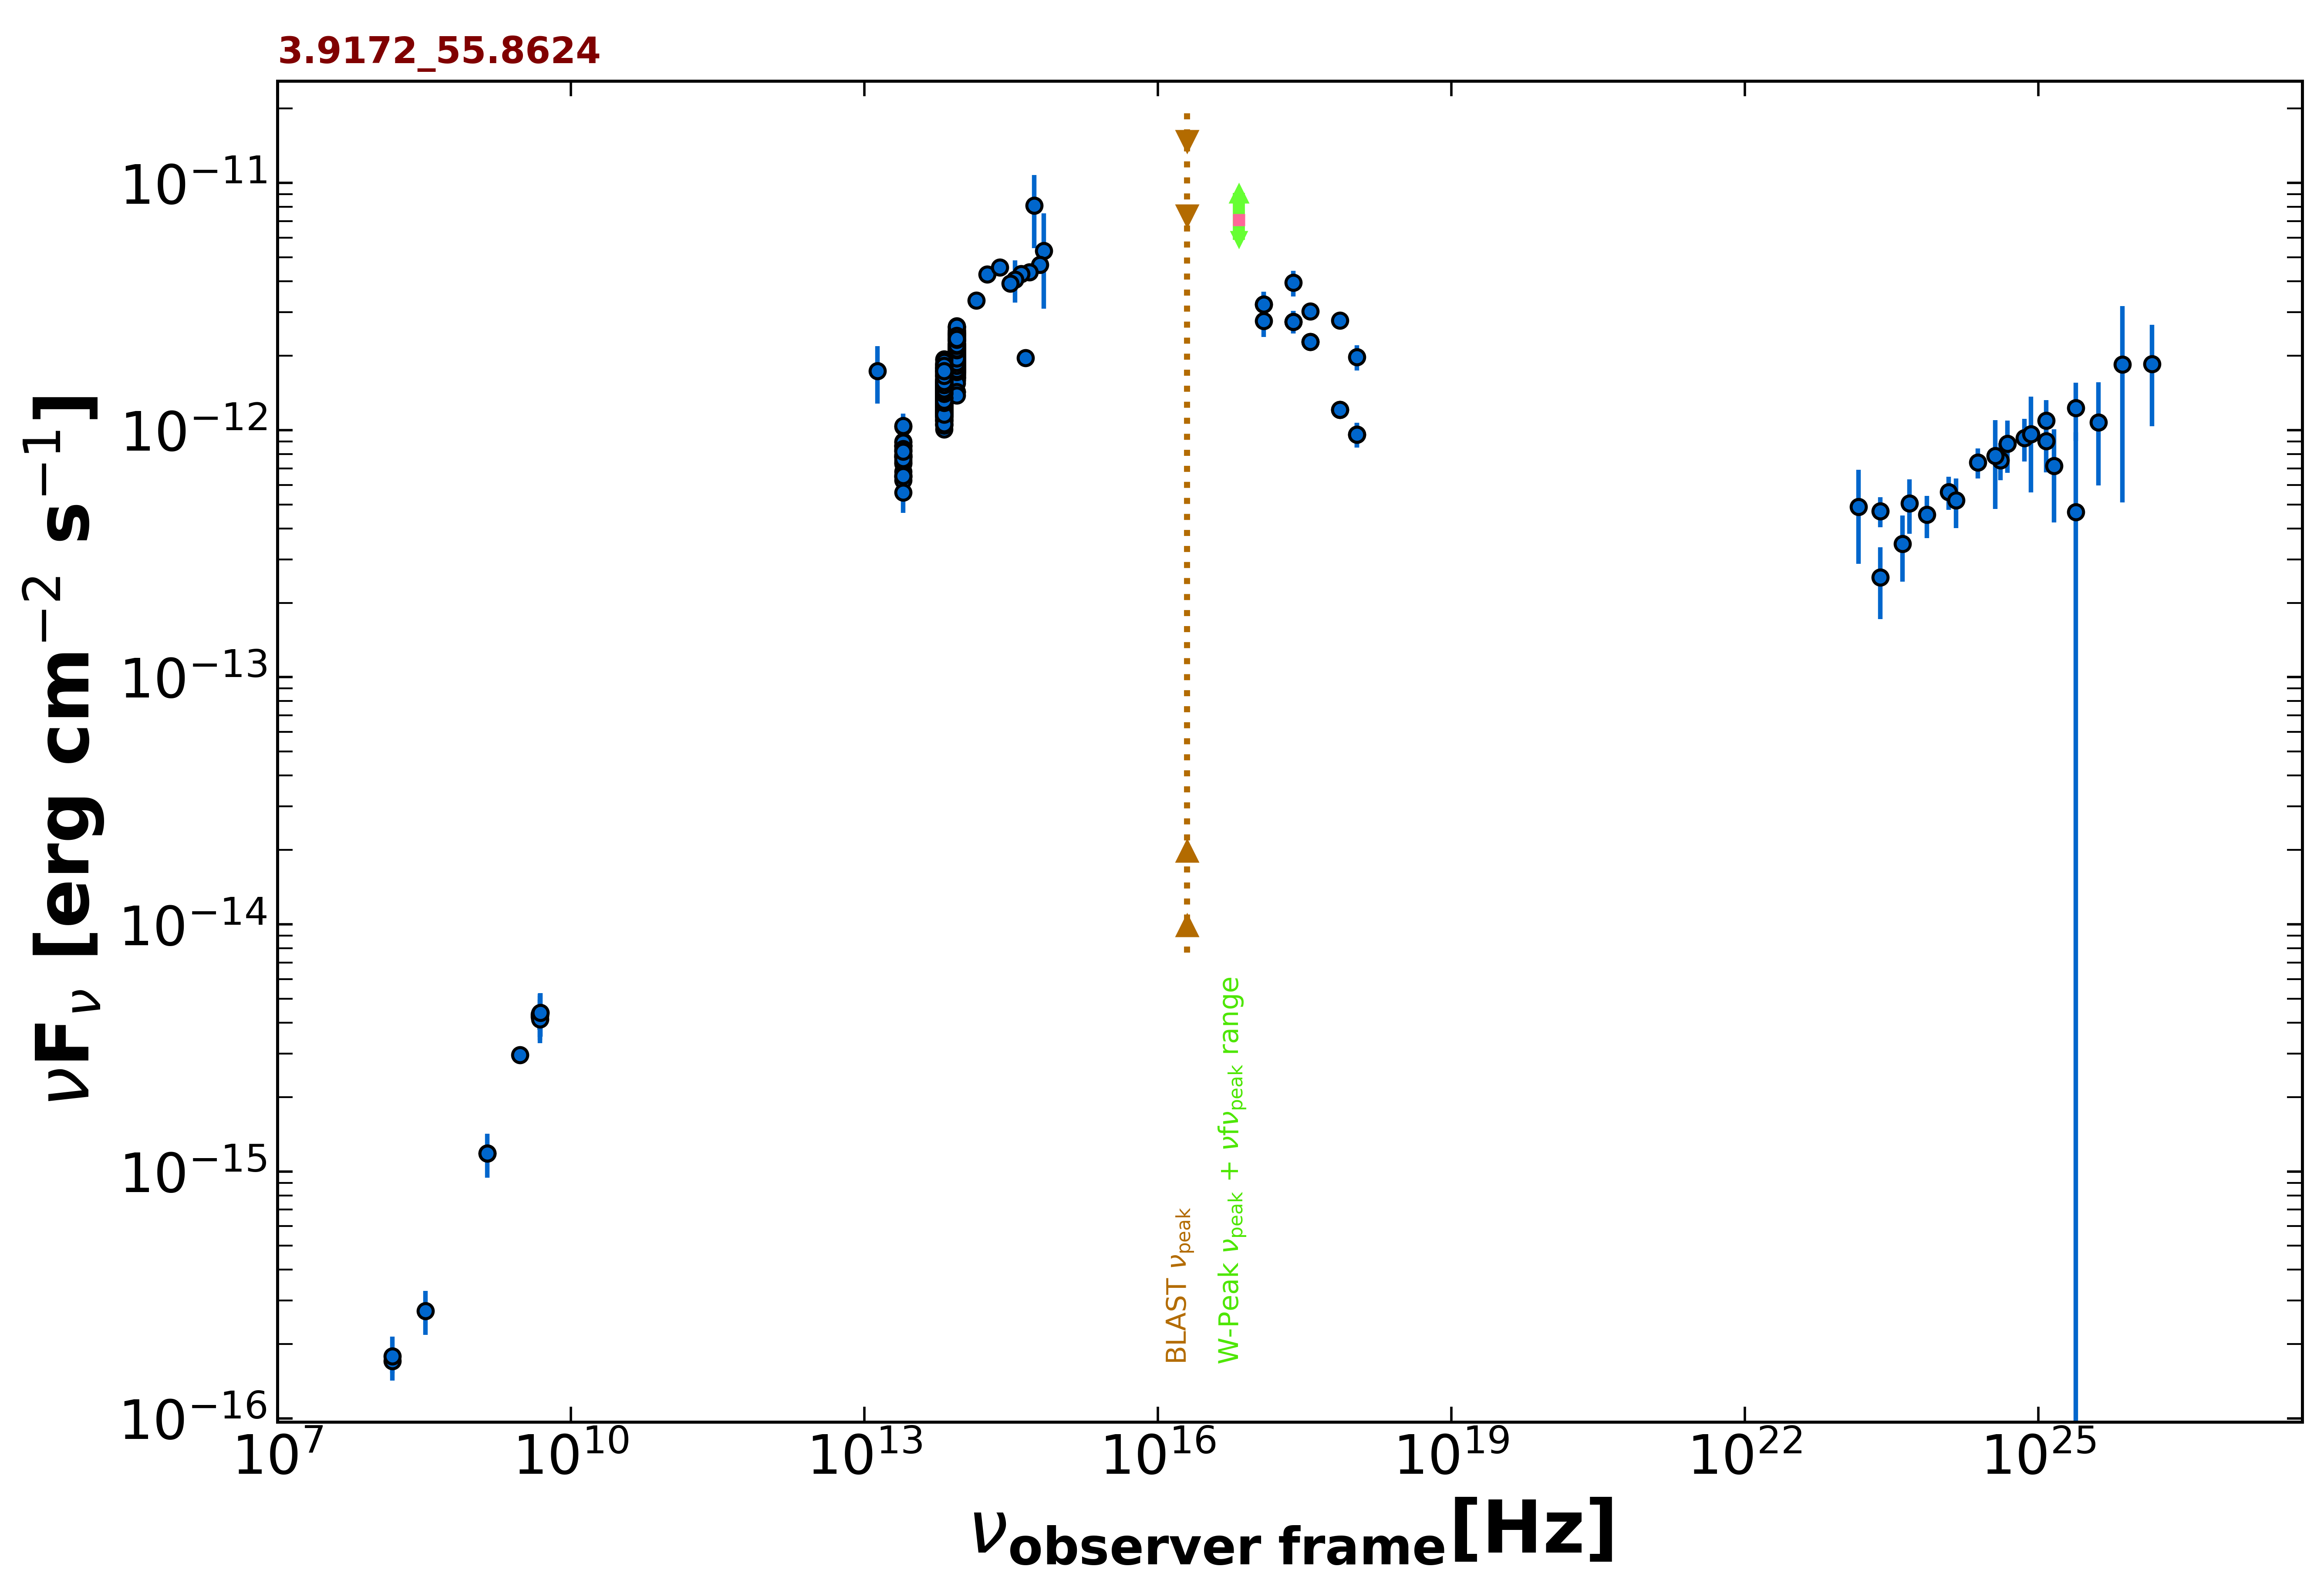 3.9172_55.8624
10⁻¹¹
10⁻¹²
10⁻¹³
10⁻¹⁴
10⁻¹⁵
10⁻¹⁶
νFν [erg cm⁻² s⁻¹]
BLAST νpeak
W-Peak νpeak + νfνpeak range
10⁷ 10¹⁰ 10¹³ 10¹⁶ 10¹⁹ 10²² 10²⁵
νobserver frame[Hz]